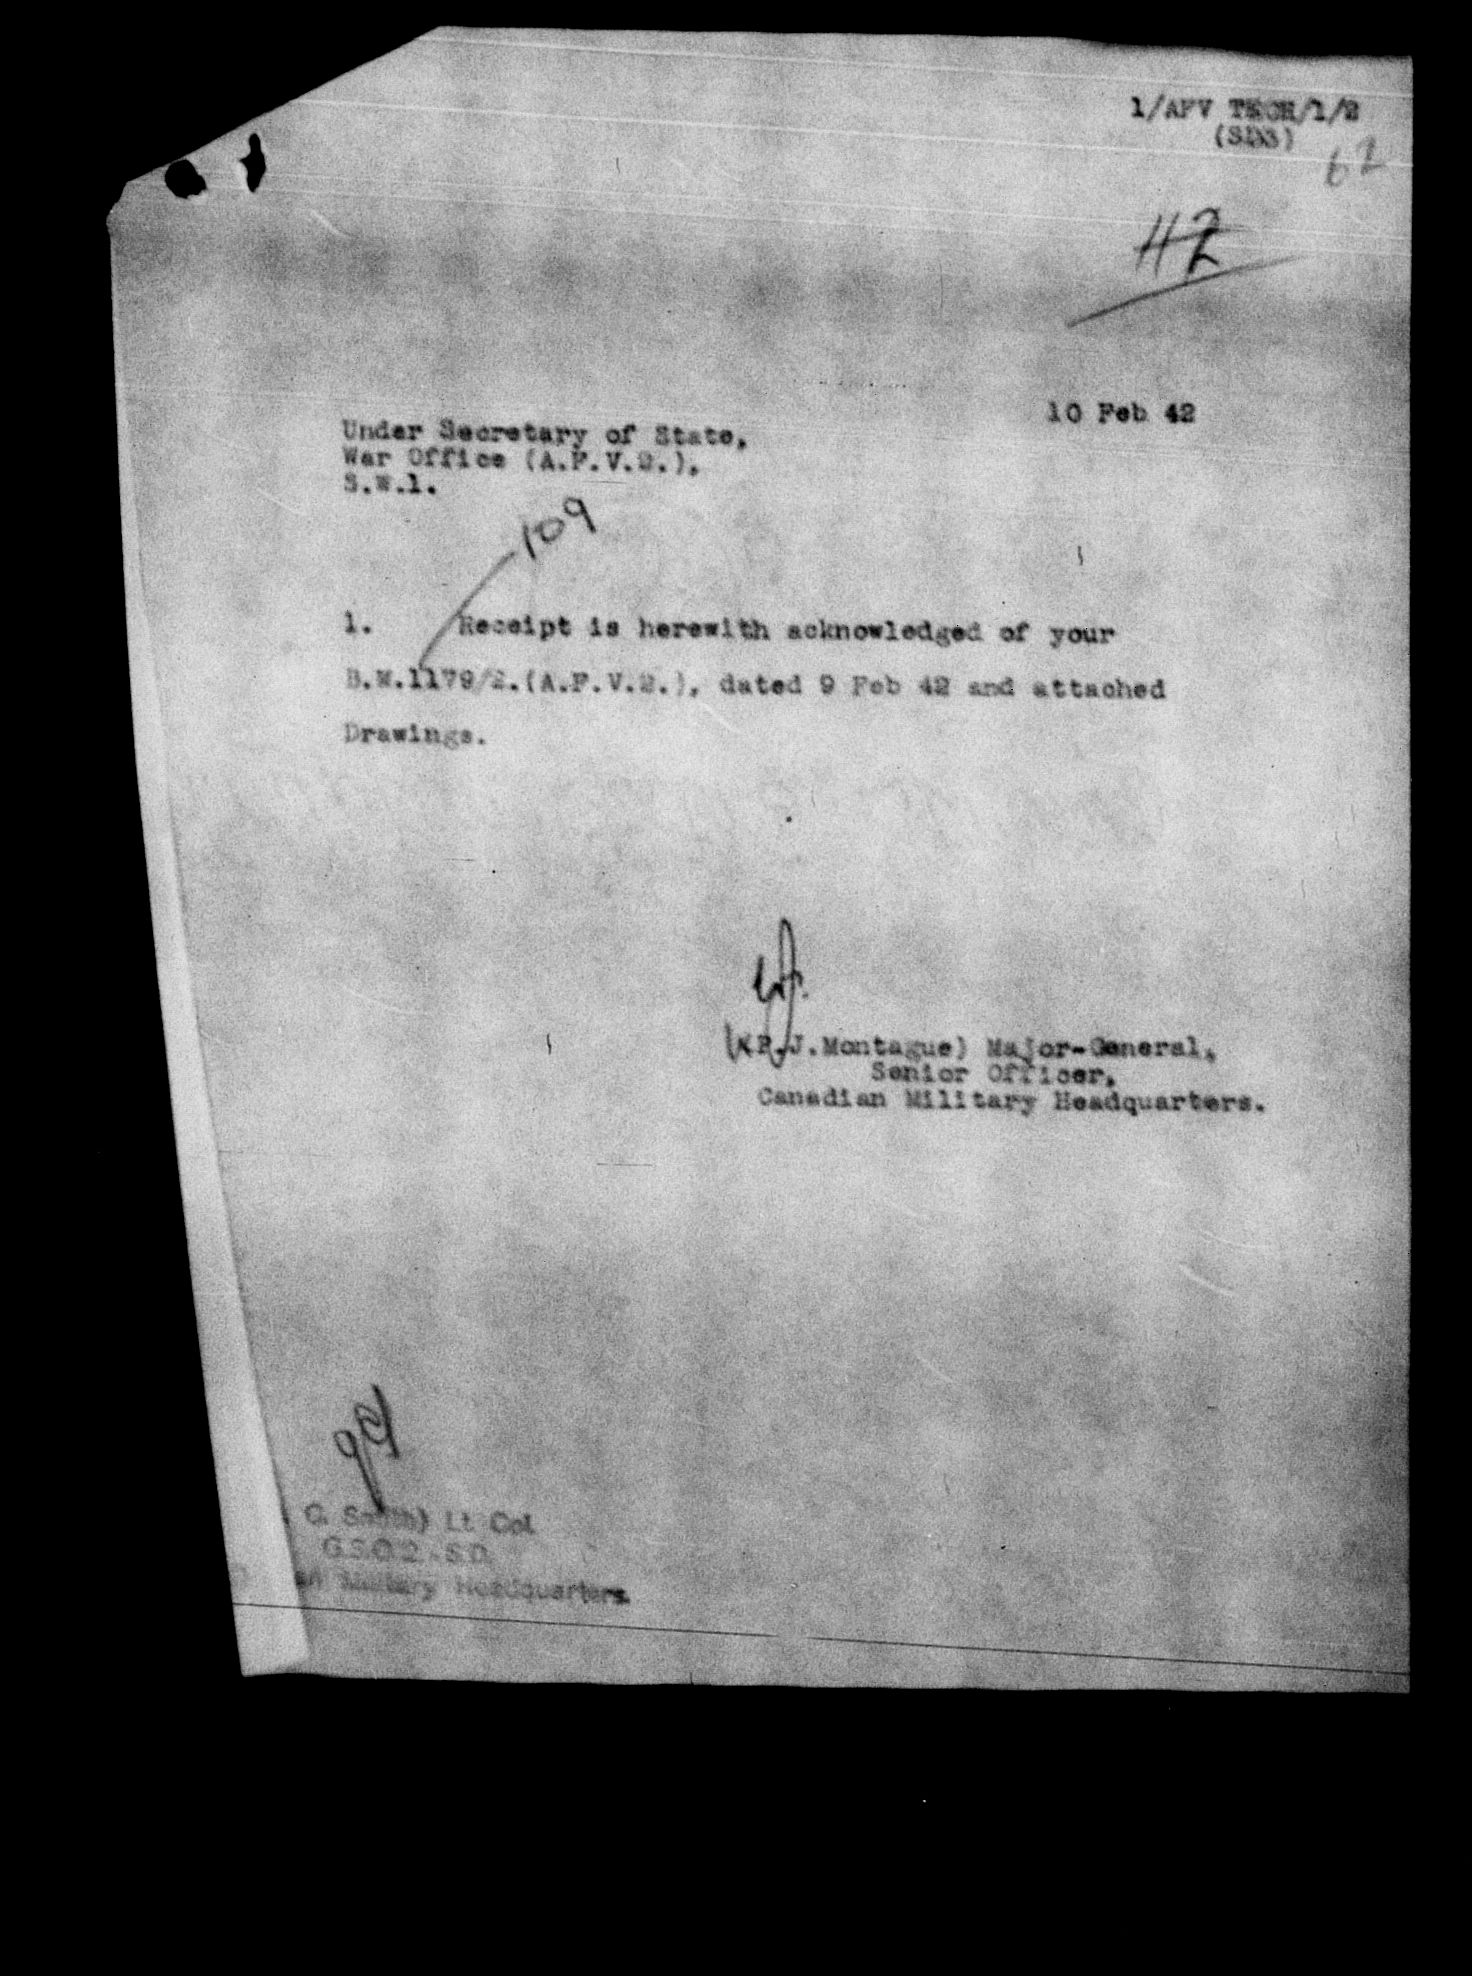 1/AFV TECH/1/2
(SD3)
62
42
10 Feb 42
Under Secretary of State,
War Office (A.F.V.2.),
S.W.1.
109
1. Receipt is herewith acknowledged of your
B.M.1179/2.(A.F.V.2.), dated 9 Feb 42 and attached
Drawings.
(P.J.Montague) Major-General,
Senior Officer,
Canadian Military Headquarters.
G. Smith) Lt Col.
G.S.O.2. S.D.
an Military Headquarters.